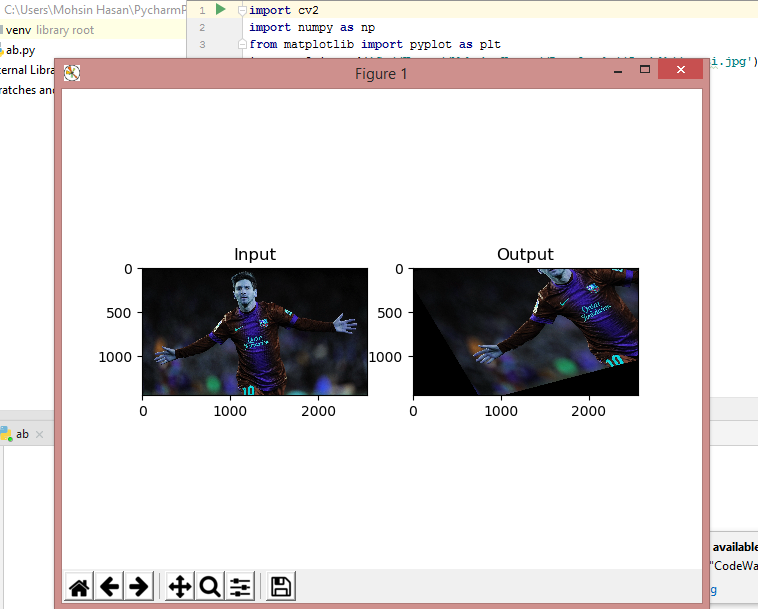 C:\Users\Mohsin Hasan\PycharmP
venv library root
ab.py
ternal Libra
ratches and
1 import cv2
2 import numpy as np
3 from matplotlib import pyplot as plt
i.jpg')
Figure 1
Input
Output
0
500
1000
0
1000
2000
0
500
1000
0
1000
2000
10
ab
available
"CodeWa
g